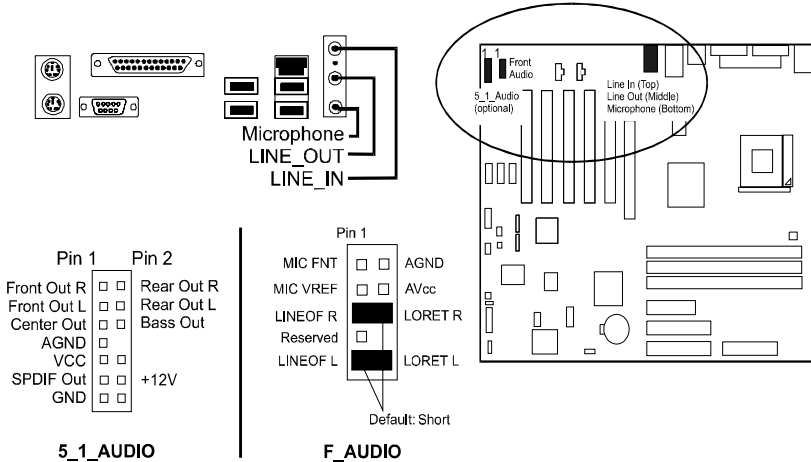 Microphone
LINE_OUT
LINE_IN
1 1
Front
Audio
5_1_Audio
(optional)
Line In (Top)
Line Out (Middle)
Microphone (Bottom)
Pin 1 Pin 2
Front Out R Rear Out R
Front Out L Rear Out L
Center Out Bass Out
AGND
VCC
SPDIF Out +12V
GND
5_1_AUDIO
Pin 1
MIC FNT AGND
MIC VREF AVcc
LINEOF R LORET R
Reserved
LINEOF L LORET L
Default: Short
F_AUDIO